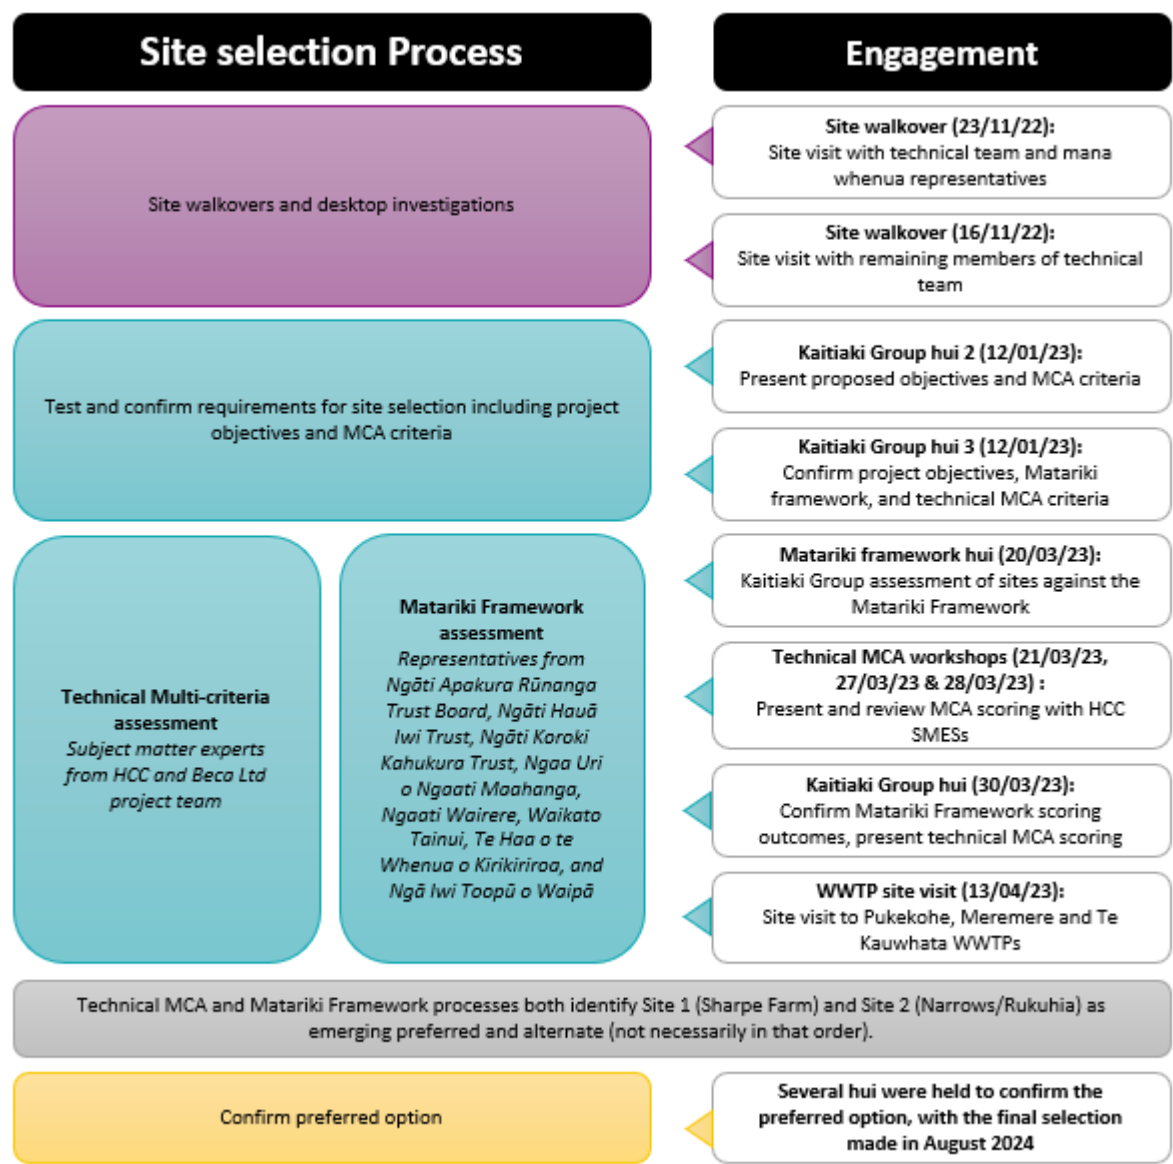 Site selection Process
Engagement
Site walkovers and desktop investigations
Site walkover (23/11/22):
Site visit with technical team and mana
whenua representatives
Site walkover (16/11/22):
Site visit with remaining members of technical
team
Test and confirm requirements for site selection including project
objectives and MCA criteria
Kaitiaki Group hui 2 (12/01/23):
Present proposed objectives and MCA criteria
Kaitiaki Group hui 3 (12/01/23):
Confirm project objectives, Matariki
framework, and technical MCA criteria
Technical Multi-criteria
assessment
Subject matter experts
from HCC and Beca Ltd
project team
Matariki Framework
assessment
Representatives from
Ngāti Apakura Rūnanga
Trust Board, Ngāti Hauā
Iwi Trust, Ngāti Koroki
Kahukura Trust, Ngaa Uri
o Ngaati Maahanga,
Ngaati Wairere, Waikato
Tainui, Te Haa o te
Whenua o Kirikiriroa, and
Ngā Iwi Toopū o Waipā
Matariki framework hui (20/03/23):
Kaitiaki Group assessment of sites against the
Matariki Framework
Technical MCA workshops (21/03/23,
27/03/23 & 28/03/23) :
Present and review MCA scoring with HCC
SMESs
Kaitiaki Group hui (30/03/23):
Confirm Matariki Framework scoring
outcomes, present technical MCA scoring
WWTP site visit (13/04/23):
Site visit to Pukekohe, Meremere and Te
Kauwhata WWTPs
Technical MCA and Matariki Framework processes both identify Site 1 (Sharpe Farm) and Site 2 (Narrows/Rukuhia) as
emerging preferred and alternate (not necessarily in that order).
Confirm preferred option
Several hui were held to confirm the
preferred option, with the final selection
made in August 2024